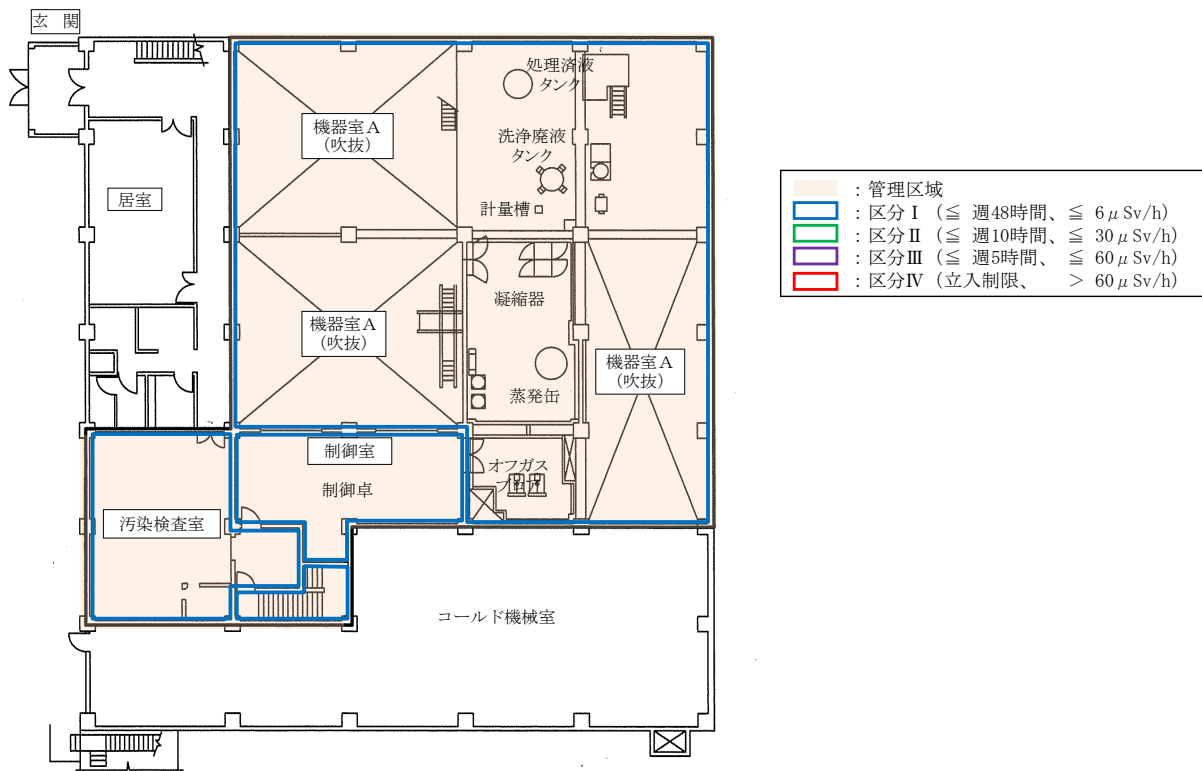 玄 関
処理済液
タンク
機器室A
(吹抜)
洗浄廃液
タンク
居室
計量槽
凝縮器
機器室A
(吹抜)
機器室A
(吹抜)
蒸発缶
制御室
オフガス
ブロア
制御卓
汚染検査室
コールド機械室
:管理区域
:区分Ⅰ (≦ 週48時間、≦ 6μSv/h)
:区分Ⅱ (≦ 週10時間、≦ 30μSv/h)
:区分Ⅲ (≦ 週5時間、 ≦ 60μSv/h)
:区分Ⅳ (立入制限、 > 60μSv/h)